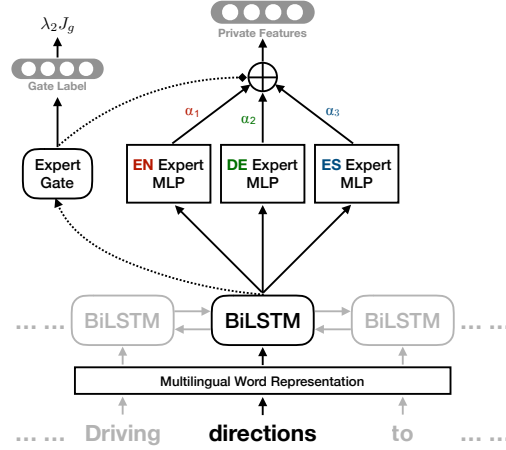 λ₂J_g
Private Features
Gate Label
α₁ α₂ α₃
Expert Gate
EN Expert MLP
DE Expert MLP
ES Expert MLP
... ... BiLSTM BiLSTM BiLSTM ... ...
Multilingual Word Representation
... ... Driving directions to ... ...